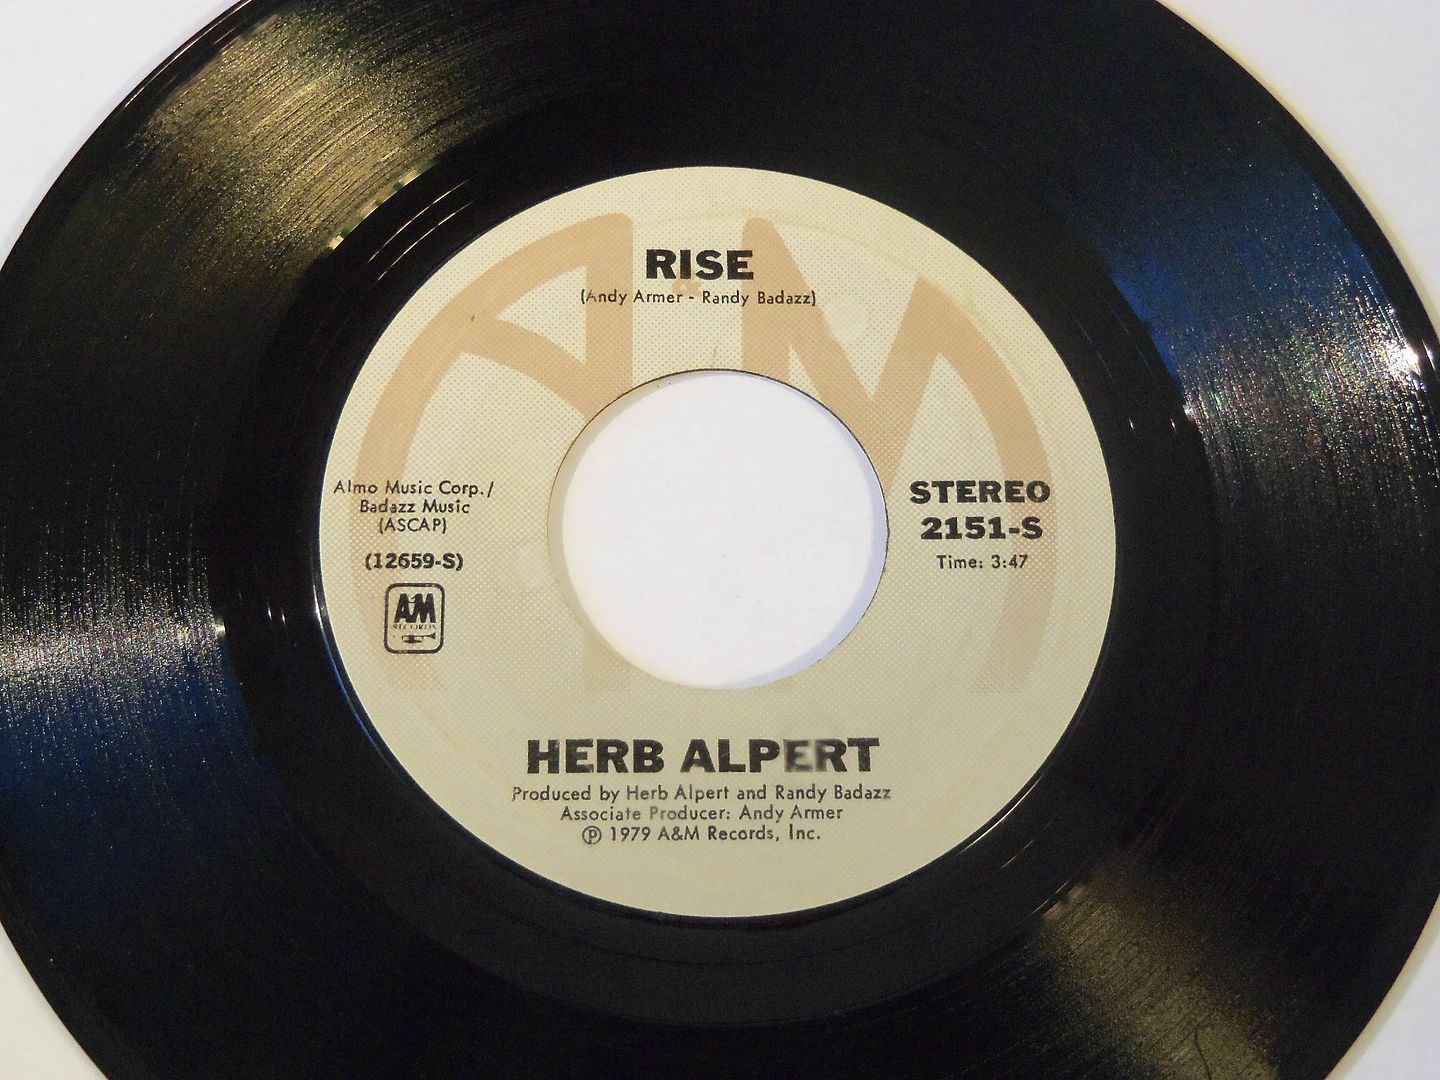 RISE
(Andy Armer - Randy Badazz)
Almo Music Corp./
Badazz Music
(ASCAP)
(12659-S)
A&M
RECORDS
STEREO
2151-S
Time: 3:47
HERB ALPERT
Produced by Herb Alpert and Randy Badazz
Associate Producer: Andy Armer
℗ 1979 A&M Records, Inc.